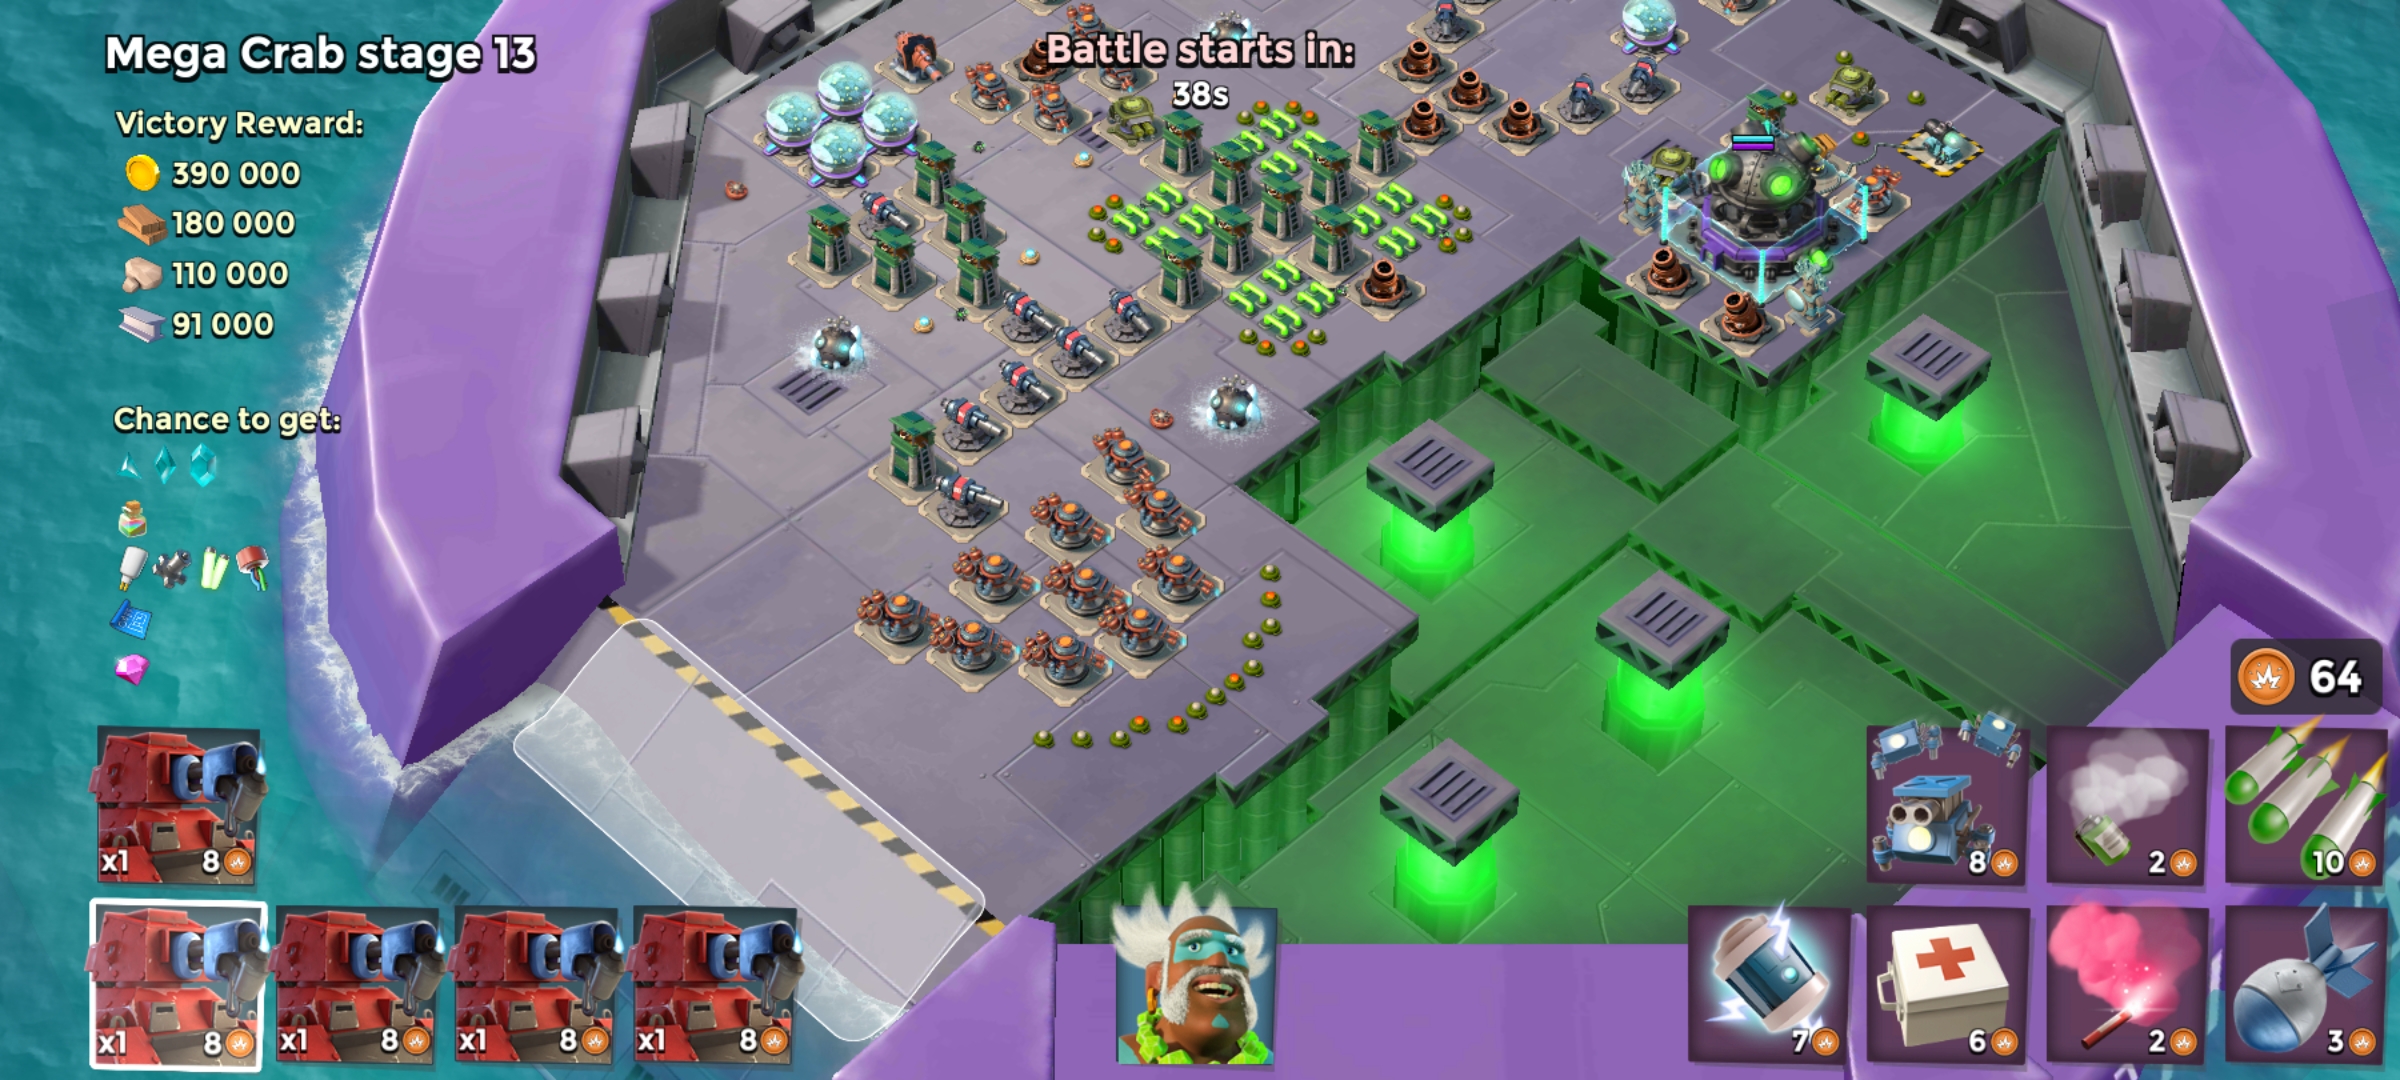 Mega Crab stage 13
Battle starts in:
38s
Victory Reward:
390 000
180 000
110 000
91 000
Chance to get:
64
x1 8
8
2
10
x1 8
x1 8
x1 8
x1 8
7
6
2
3